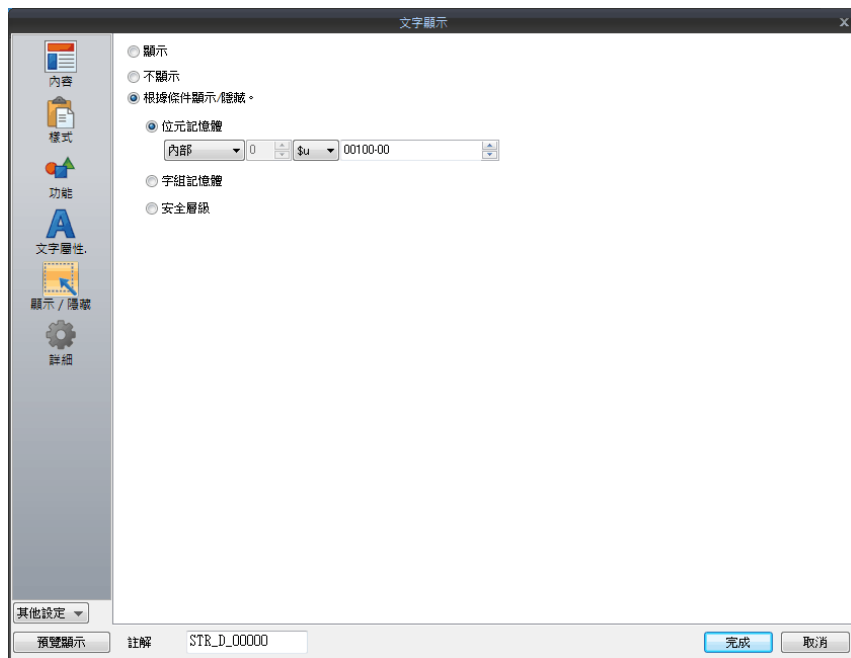 文字顯示
內容
樣式
功能
文字屬性.
顯示 / 隱藏
詳細
顯示
不顯示
根據條件顯示/隱藏。
位元記憶體
內部 0 $u 00100-00
字組記憶體
安全層級
其他設定
預覽顯示 註解 STR_D_00000 完成 取消